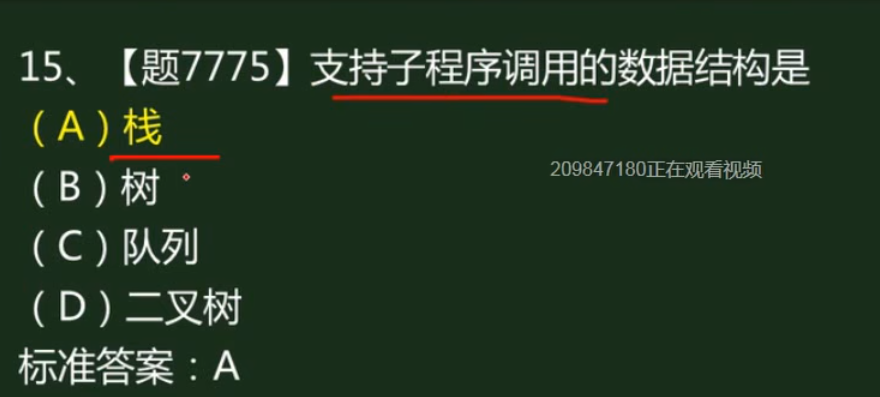 15、【题7775】支持子程序调用的数据结构是
（A）栈
209847180正在观看视频
（B）树
（C）队列
（D）二叉树
标准答案：A